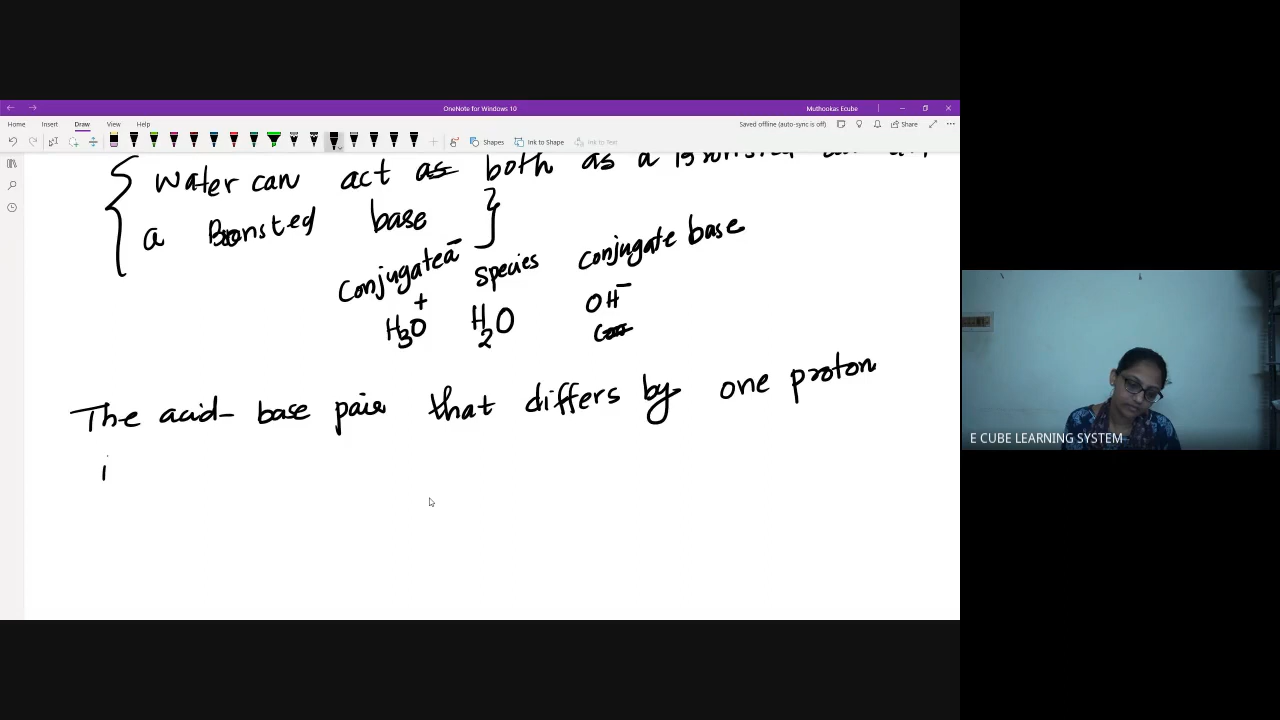 OneNote for Windows 10
Muthookas Ecube
Home Insert Draw View Help
Saved offline (auto-sync is off) Share
Shapes Ink to Shape Ink to Text
Water can act as both as a Bronsted
a Bronsted base
Conjugate Species Conjugate base
H3O+ H2O OH−
The acid- base pair that differs by one proton
i
E CUBE LEARNING SYSTEM